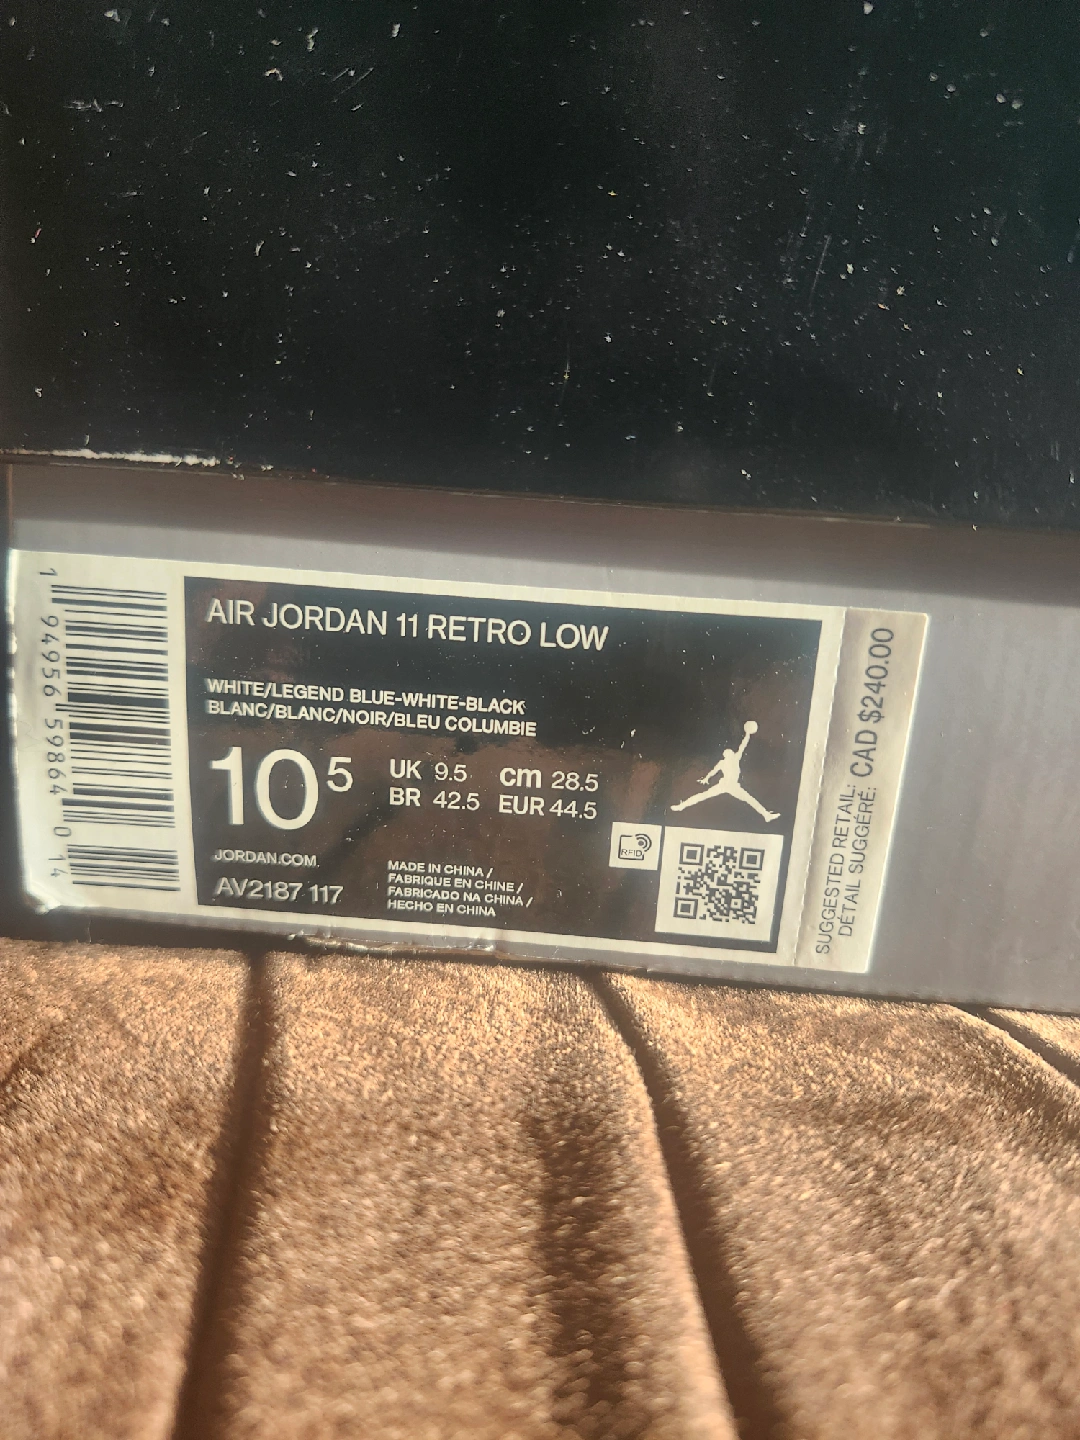 AIR JORDAN 11 RETRO LOW
WHITE/LEGEND BLUE-WHITE-BLACK
BLANC/BLANC/NOIR/BLEU COLUMBIE
10 5
UK 9.5 cm 28.5
BR 42.5 EUR 44.5
JORDAN.COM
AV2187 117
MADE IN CHINA /
FABRIQUE EN CHINE /
FABRICADO NA CHINA /
HECHO EN CHINA
RFID
1 94956 59864 0 14
SUGGESTED RETAIL: CAD $240.00
DÉTAIL SUGGÉRÉ: